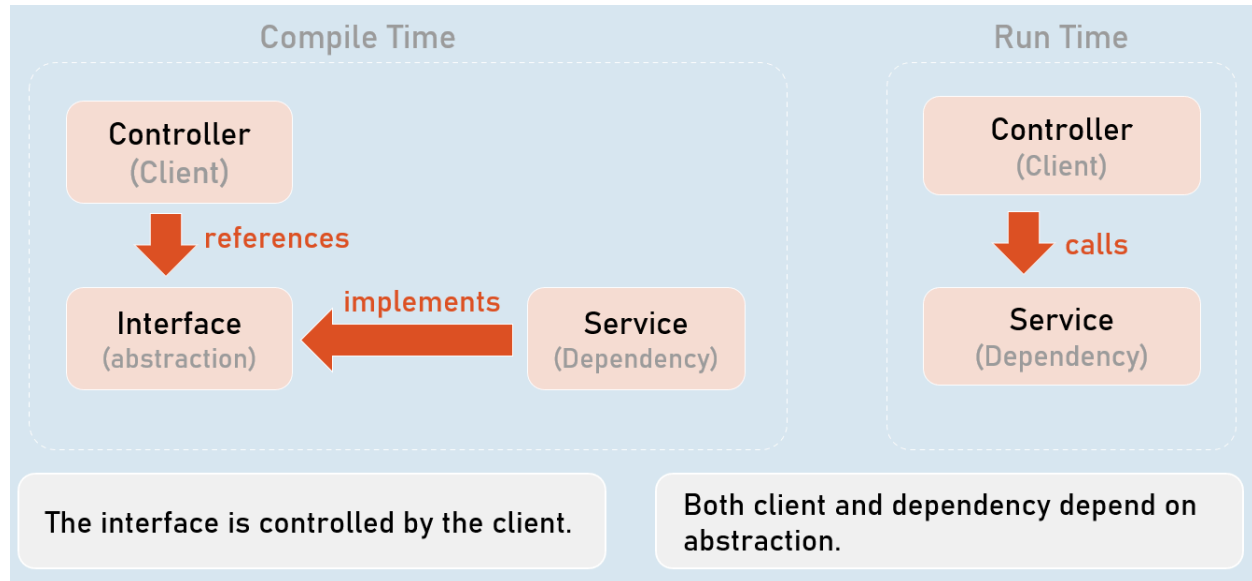 Compile Time
Run Time
Controller
(Client)
references
Interface
(abstraction)
implements
Service
(Dependency)
Controller
(Client)
calls
Service
(Dependency)
The interface is controlled by the client.
Both client and dependency depend on
abstraction.